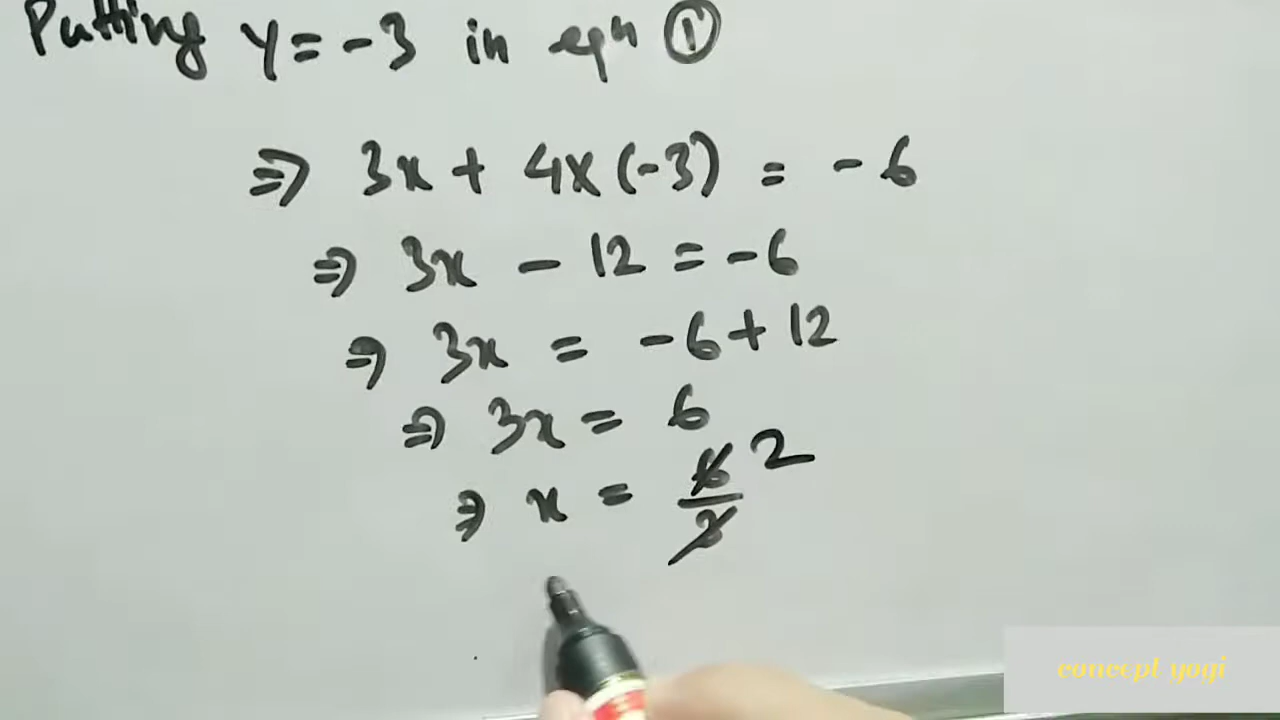 Putting y = -3 in eqn ①
⇒ 3x + 4×(-3) = -6
⇒ 3x - 12 = -6
⇒ 3x = -6 + 12
⇒ 3x = 6
⇒ x = 6/3 2
concept yogi